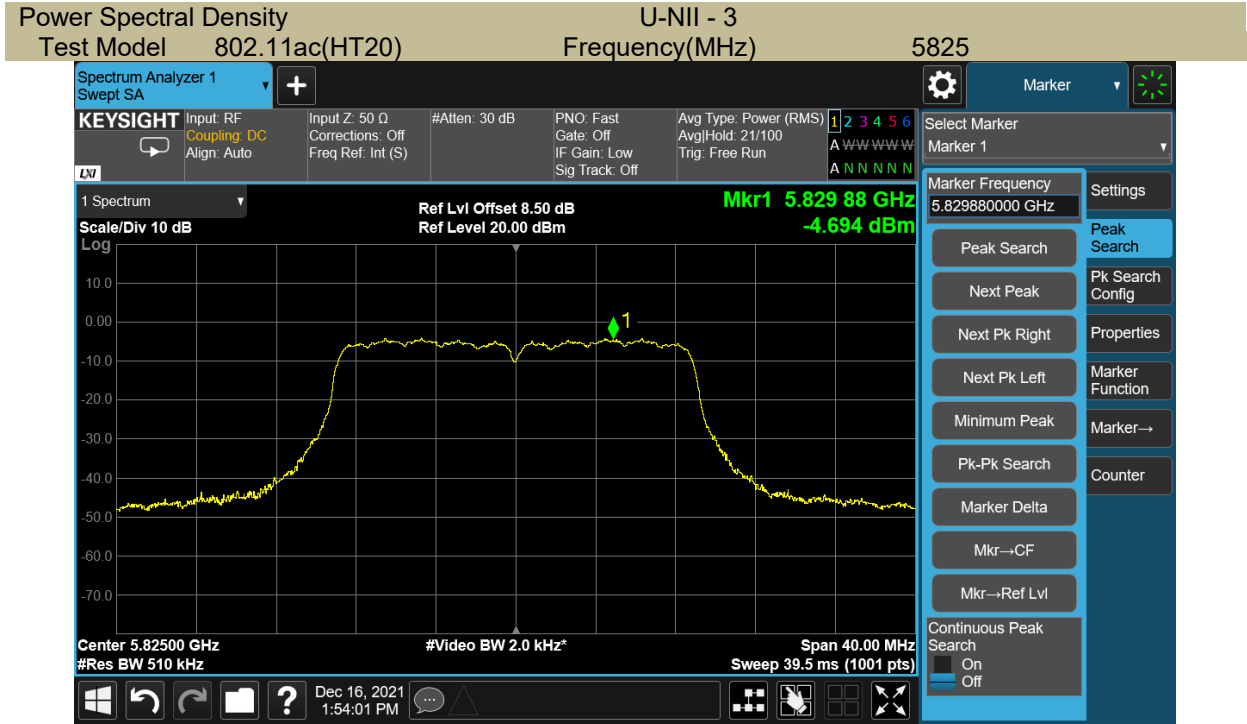 Power Spectral Density U-NII - 3
Test Model 802.11ac(HT20) Frequency(MHz) 5825
Spectrum Analyzer 1
Swept SA
+
Marker
KEYSIGHT
LXI
Input: RF
Coupling: DC
Align: Auto
Input Z: 50 Ω
Corrections: Off
Freq Ref: Int (S)
#Atten: 30 dB
PNO: Fast
Gate: Off
IF Gain: Low
Sig Track: Off
Avg Type: Power (RMS)
Avg|Hold: 21/100
Trig: Free Run
1 2 3 4 5 6
A W W W W W
A N N N N N
Select Marker
Marker 1
1 Spectrum
Scale/Div 10 dB
Log
Ref Lvl Offset 8.50 dB
Ref Level 20.00 dBm
Mkr1 5.829 88 GHz
-4.694 dBm
10.0
0.00
-10.0
-20.0
-30.0
-40.0
-50.0
-60.0
-70.0
1
Center 5.82500 GHz
#Res BW 510 kHz
#Video BW 2.0 kHz*
Span 40.00 MHz
Sweep 39.5 ms (1001 pts)
Marker Frequency
5.829880000 GHz
Peak Search
Next Peak
Next Pk Right
Next Pk Left
Minimum Peak
Pk-Pk Search
Marker Delta
Mkr→CF
Mkr→Ref Lvl
Continuous Peak
Search
On
Off
Settings
Peak
Search
Pk Search
Config
Properties
Marker
Function
Marker→
Counter
?
Dec 16, 2021
1:54:01 PM